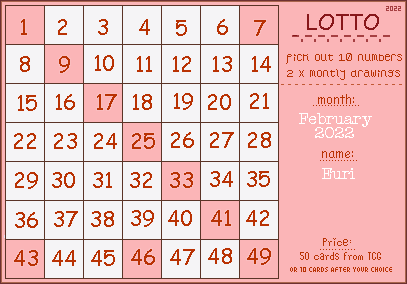 2022
LOTTO
pick out 10 numbers
2 x montly drawings
month:
February
2022
name:
Euri
Price:
50 cards from TCG
OR 10 CARDS AFTER YOUR CHOICE
1 2 3 4 5 6 7
8 9 10 11 12 13 14
15 16 17 18 19 20 21
22 23 24 25 26 27 28
29 30 31 32 33 34 35
36 37 38 39 40 41 42
43 44 45 46 47 48 49